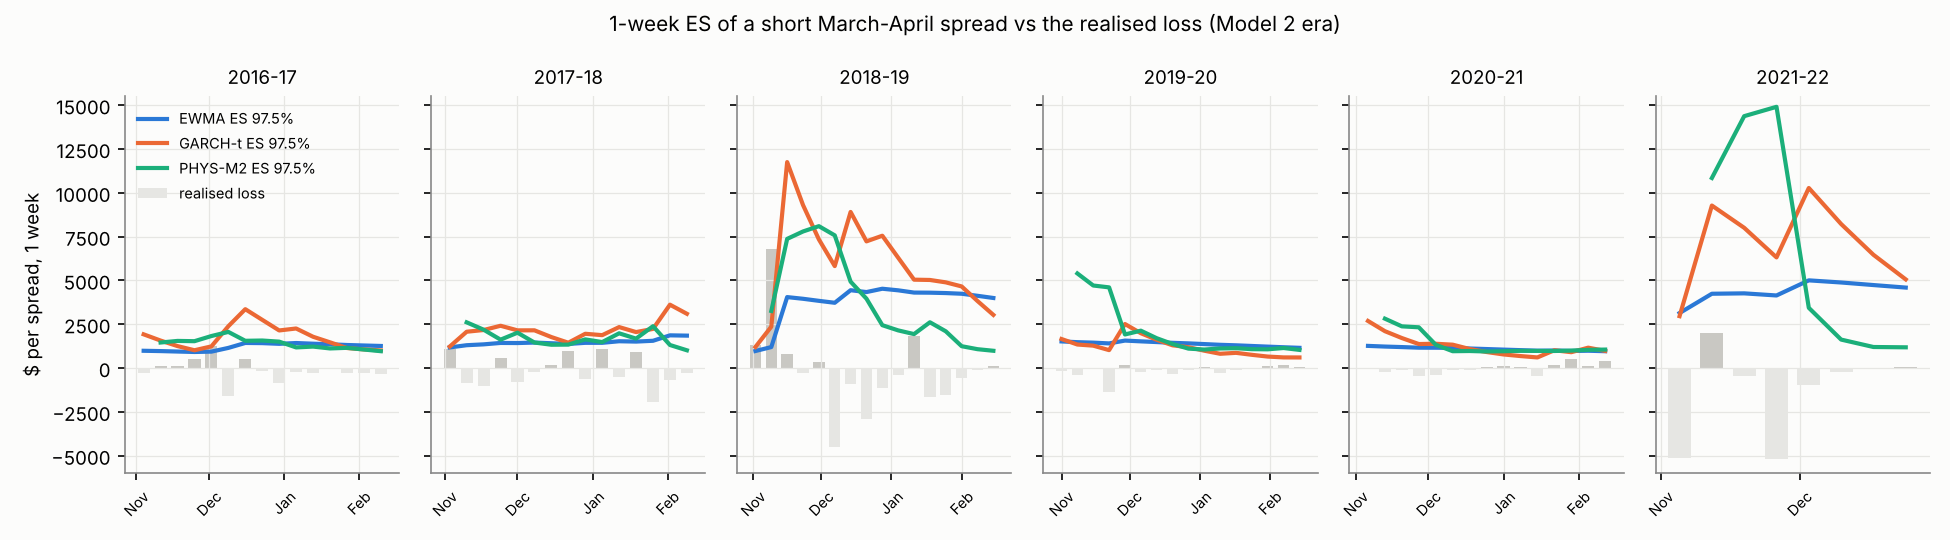 1-week ES of a short March-April spread vs the realised loss (Model 2 era)
2016-17
2017-18
2018-19
2019-20
2020-21
2021-22
$ per spread, 1 week
15000
12500
10000
7500
5000
2500
0
−2500
−5000
EWMA ES 97.5%
GARCH-t ES 97.5%
PHYS-M2 ES 97.5%
realised loss
Nov Dec Jan Feb
Nov Dec Jan Feb
Nov Dec Jan Feb
Nov Dec Jan Feb
Nov Dec Jan Feb
Nov Dec